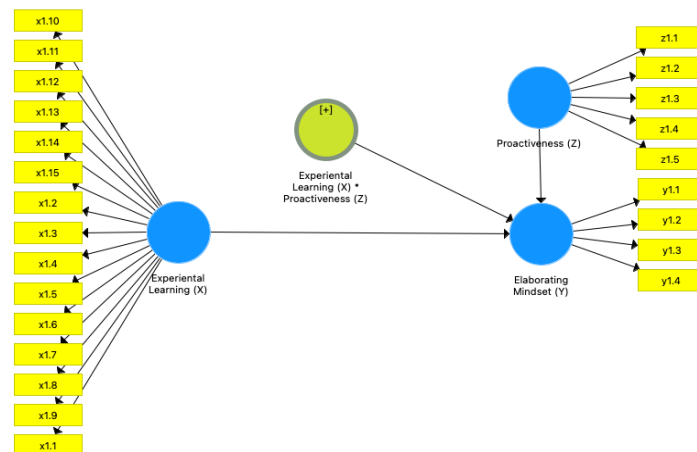 x1.10
x1.11
x1.12
x1.13
x1.14
x1.15
x1.2
x1.3
x1.4
x1.5
x1.6
x1.7
x1.8
x1.9
x1.1
Experiental
Learning (X)
[+]
Experiental
Learning (X) *
Proactiveness (Z)
Proactiveness (Z)
Elaborating
Mindset (Y)
z1.1
z1.2
z1.3
z1.4
z1.5
y1.1
y1.2
y1.3
y1.4